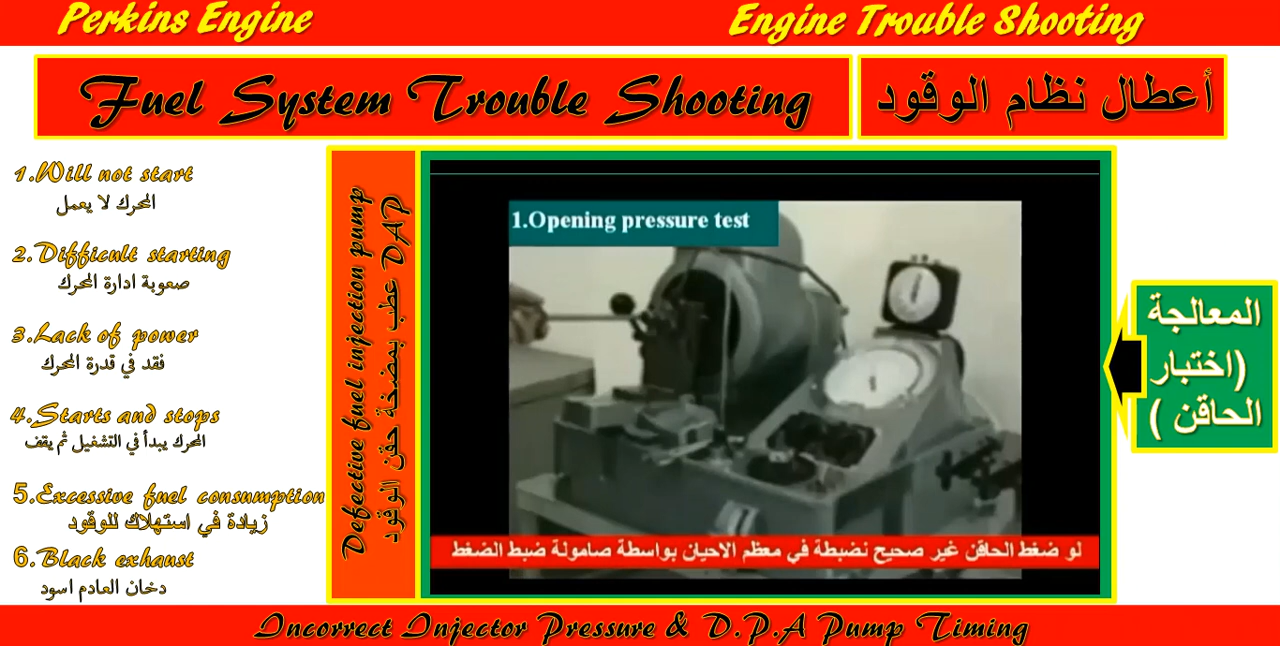 Perkins Engine
Engine Trouble Shooting
Fuel System Trouble Shooting
أعطال نظام الوقود
1.Will not start
المحرك لا يعمل
2.Difficult starting
صعوبة ادارة المحرك
3.Lack of power
فقد في قدرة المحرك
4.Starts and stops
المحرك يبدأ في التشغيل ثم يقف
5.Excessive fuel consumption
زيادة في استهلاك للوقود
6.Black exhaust
دخان العادم اسود
Defective fuel injection pump
عطب بمضخة حقن الوقود DAP
1.Opening pressure test
لو ضغط الحاقن غير صحيح نضبطة في معظم الاحيان بواسطة صامولة ضبط الضغط
المعالجة
(اختبار
الحاقن )
Incorrect Injector Pressure & D.P.A Pump Timing